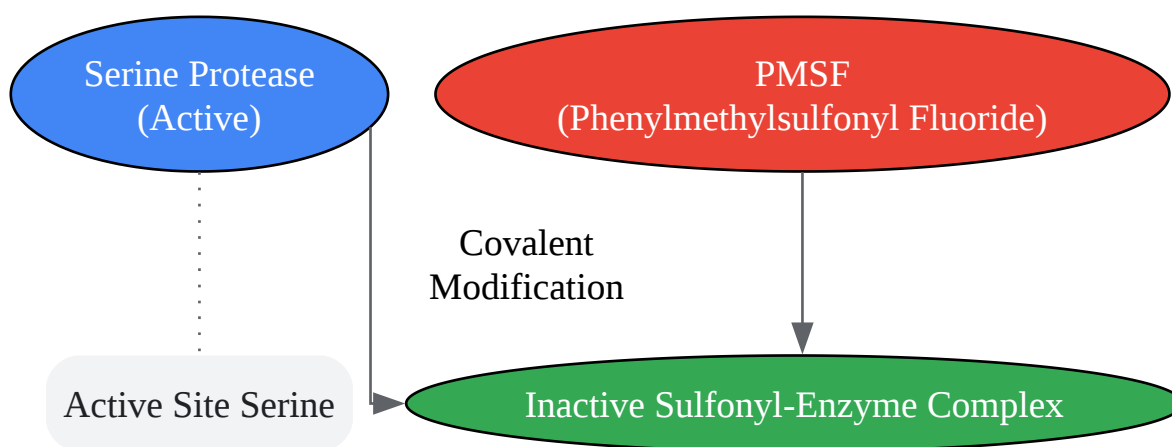 Serine Protease
(Active)
PMSF
(Phenylmethylsulfonyl Fluoride)
Covalent
Modification
Active Site Serine
Inactive Sulfonyl-Enzyme Complex